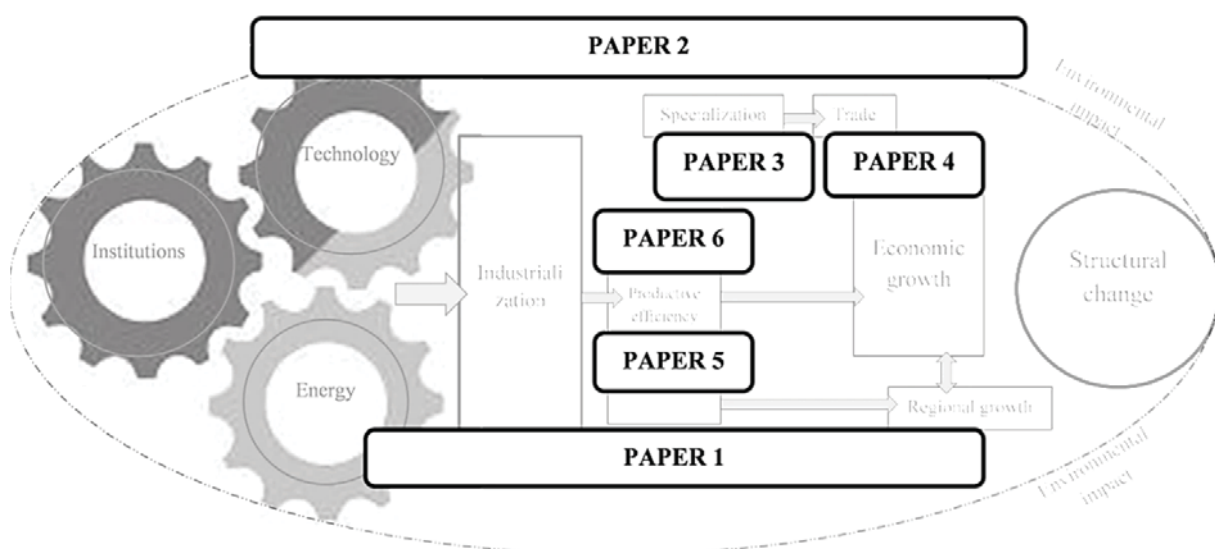 PAPER 2
Environmental
impact
Specialization
Trade
Technology
PAPER 3
PAPER 4
Institutions
PAPER 6
Economic
growth
Structural
change
Industriali
zation
Productive
efficiency
PAPER 5
Energy
Regional growth
PAPER 1
Environmental
impact